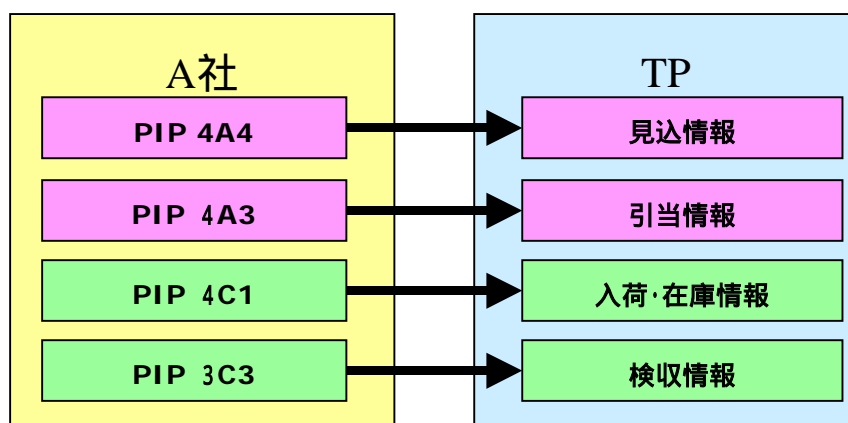 A社
TP
PIP 4A4
見込情報
PIP 4A3
引当情報
PIP 4C1
入荷･在庫情報
PIP 3C3
検収情報